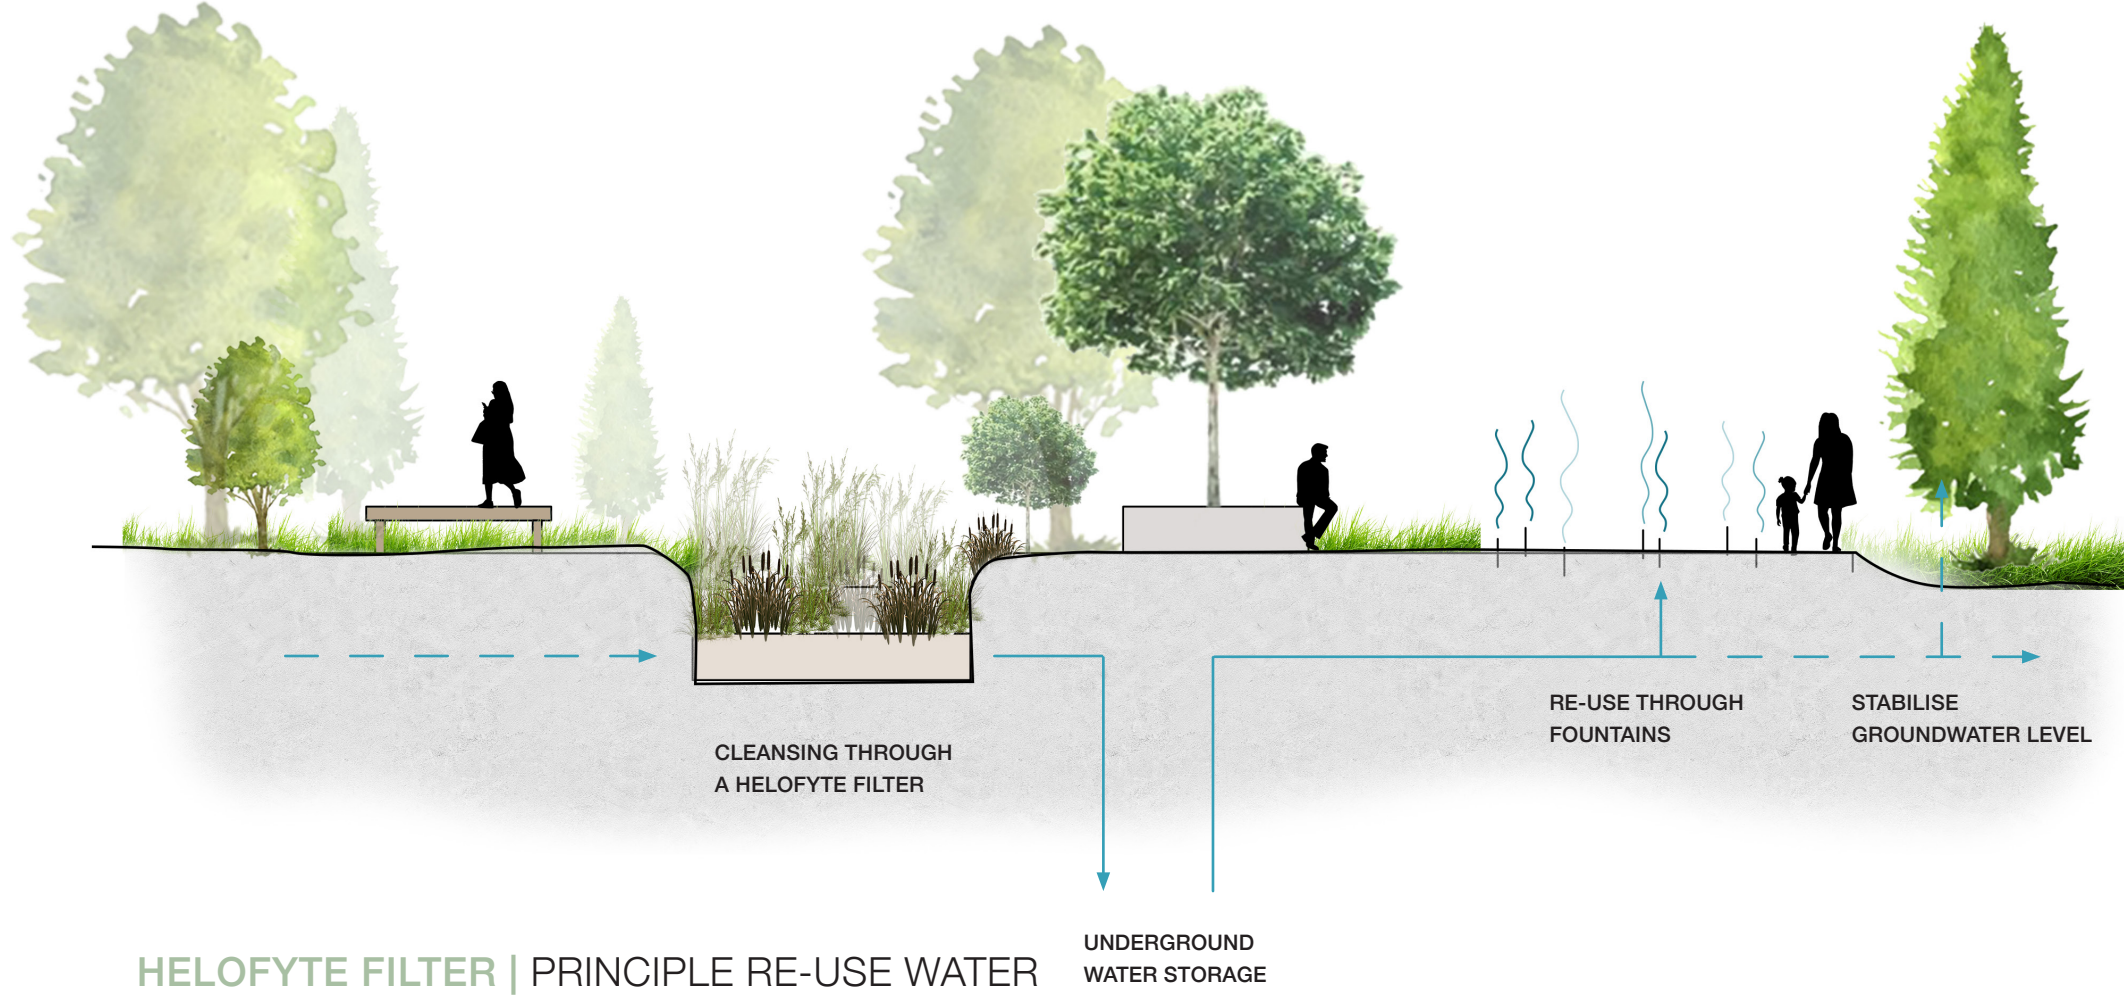 CLEANSING THROUGH
A HELOFYTE FILTER
RE-USE THROUGH
FOUNTAINS
STABILISE
GROUNDWATER LEVEL
UNDERGROUND
WATER STORAGE
HELOFYTE FILTER | PRINCIPLE RE-USE WATER